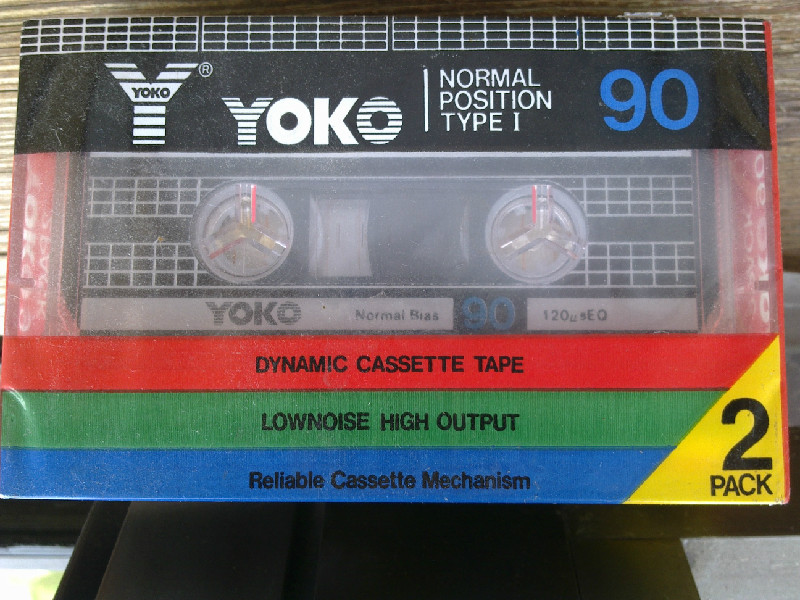 YOKO ®
YOKO
NORMAL
POSITION
TYPE I
90
YOKO Normal Bias 90 120μsEQ
DYNAMIC CASSETTE TAPE
LOWNOISE HIGH OUTPUT
Reliable Cassette Mechanism
2
PACK